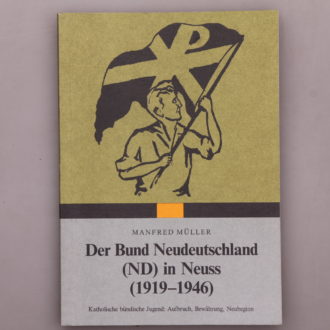 MANFRED MÜLLER
Der Bund Neudeutschland
(ND) in Neuss
(1919–1946)
Katholische bündische Jugend: Aufbruch, Bewährung, Neubeginn